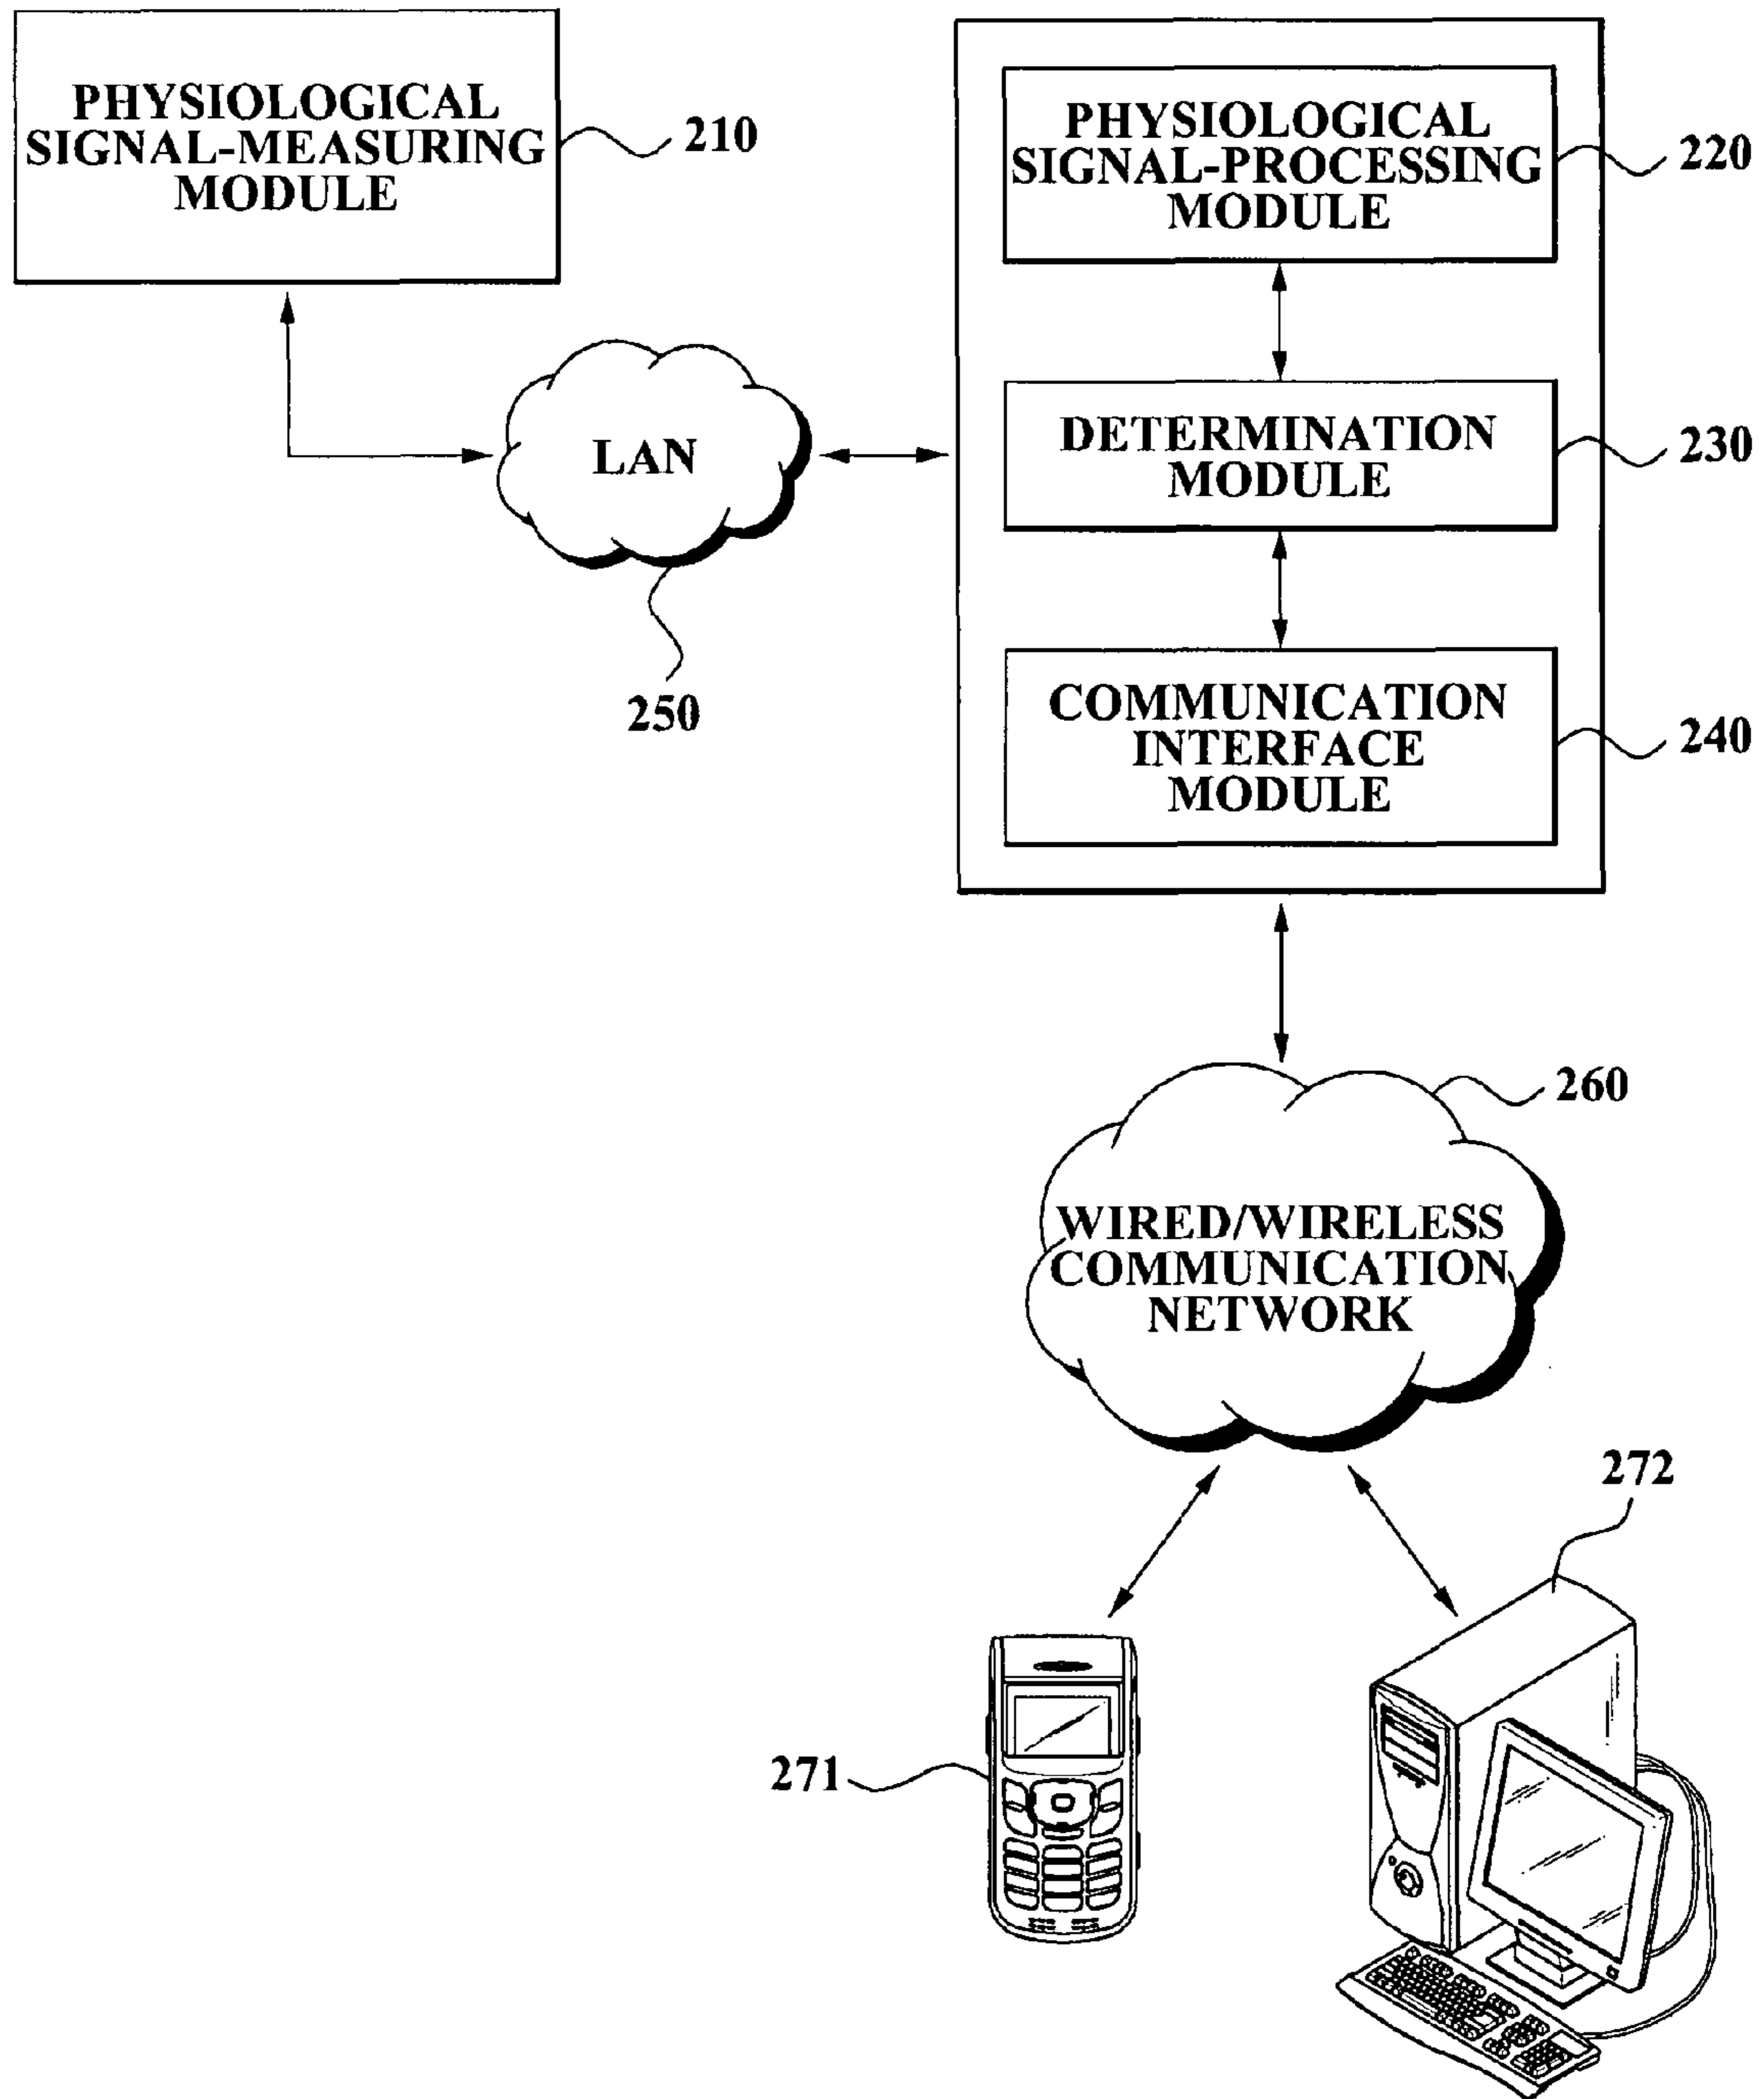 PHYSIOLOGICAL
SIGNAL-MEASURING
MODULE
210
PHYSIOLOGICAL
SIGNAL-PROCESSING
MODULE
220
LAN
250
DETERMINATION
MODULE
230
COMMUNICATION
INTERFACE
MODULE
240
260
WIRED/WIRELESS
COMMUNICATION
NETWORK
272
271